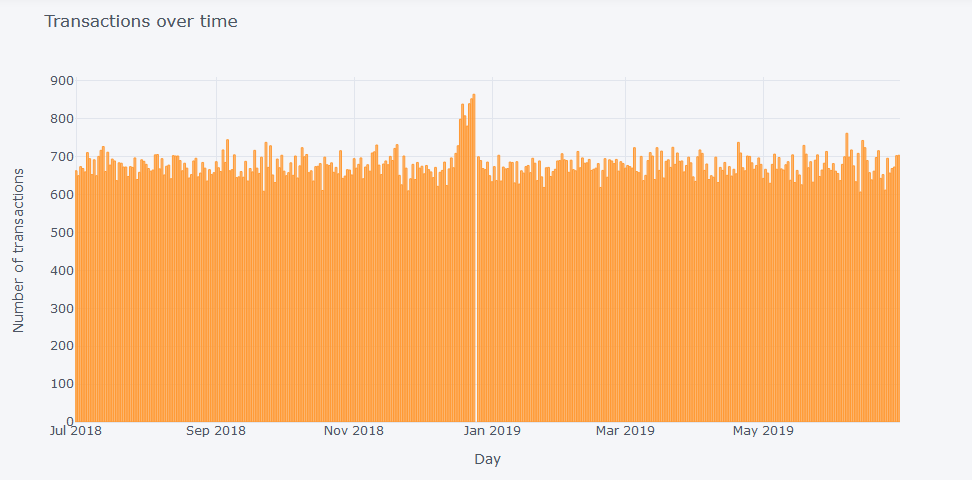 Transactions over time
900
800
700
600
500
400
300
200
100
0
Number of transactions
Jul 2018 Sep 2018 Nov 2018 Jan 2019 Mar 2019 May 2019
Day